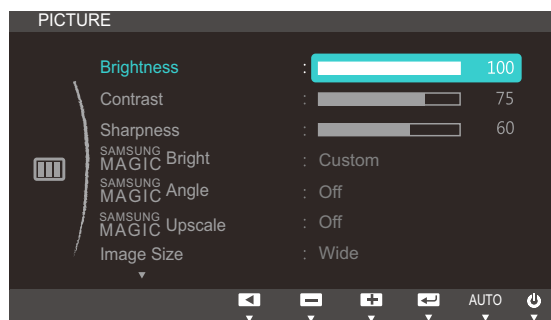 PICTURE
Brightness : 100
Contrast : 75
Sharpness : 60
SAMSUNG MAGIC Bright : Custom
SAMSUNG MAGIC Angle : Off
SAMSUNG MAGIC Upscale : Off
Image Size : Wide
AUTO